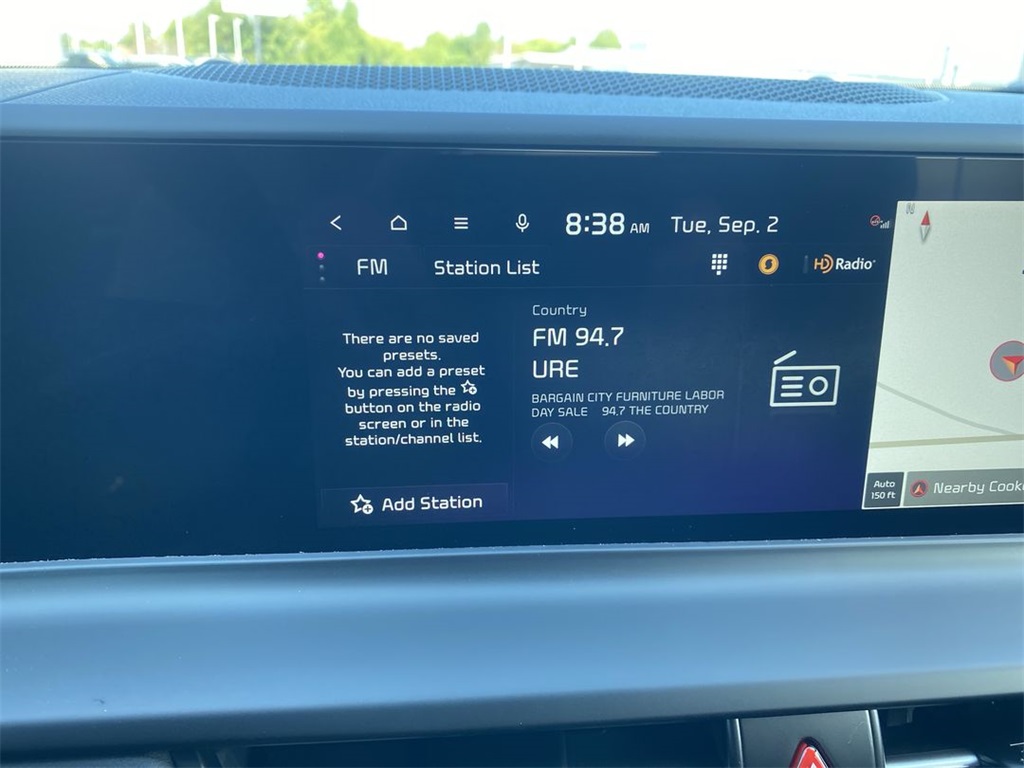 8:38 AM Tue, Sep. 2
N
FM Station List HD Radio
There are no saved
presets.
You can add a preset
by pressing the
button on the radio
screen or in the
station/channel list.
Add Station
Country
FM 94.7
URE
BARGAIN CITY FURNITURE LABOR
DAY SALE 94.7 THE COUNTRY
Auto
150 ft
Nearby